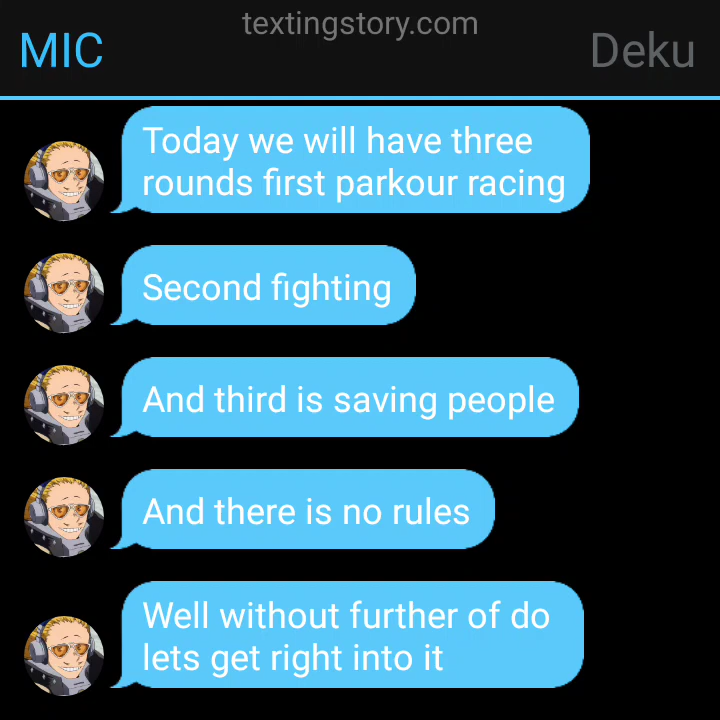 textingstory.com
MIC
Deku
Today we will have three
rounds first parkour racing
Second fighting
And third is saving people
And there is no rules
Well without further of do
lets get right into it